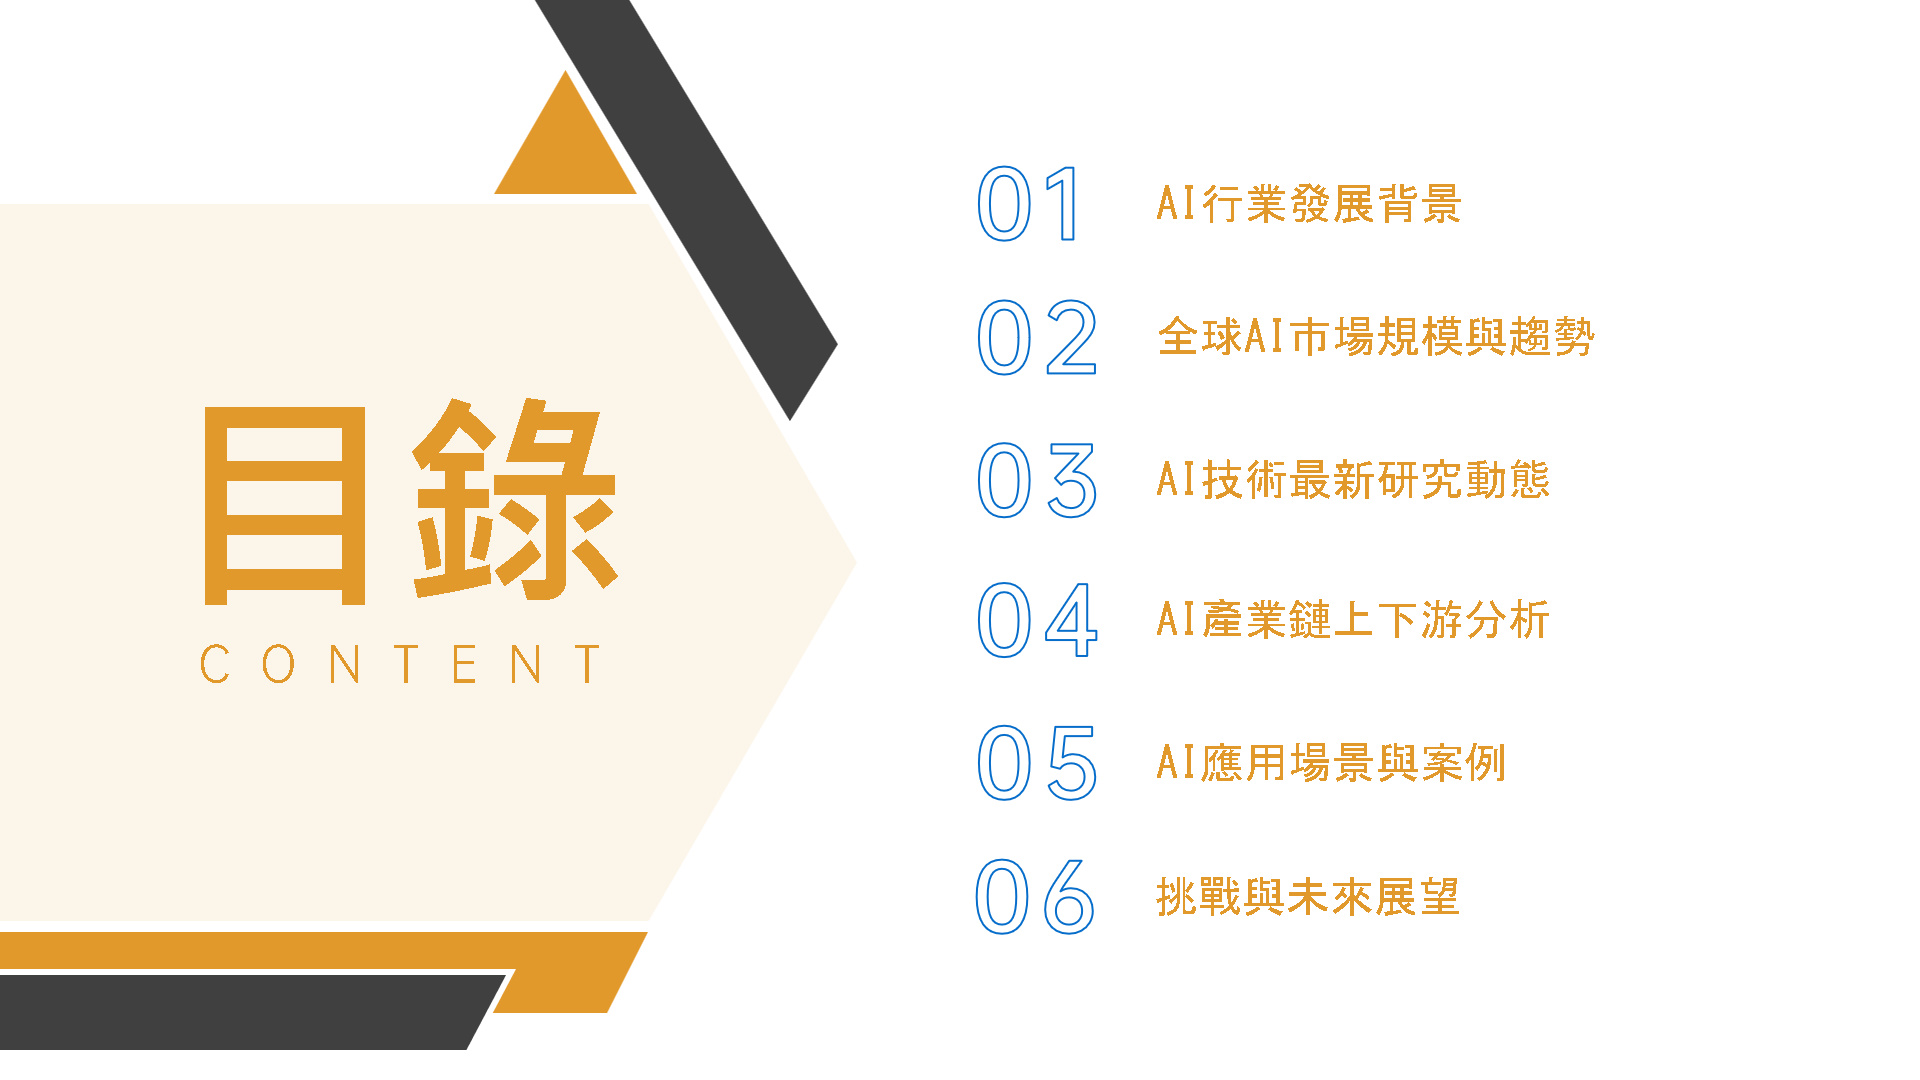 目錄
CONTENT
01 AI行業發展背景
02 全球AI市場規模與趨勢
03 AI技術最新研究動態
04 AI產業鏈上下游分析
05 AI應用場景與案例
06 挑戰與未來展望